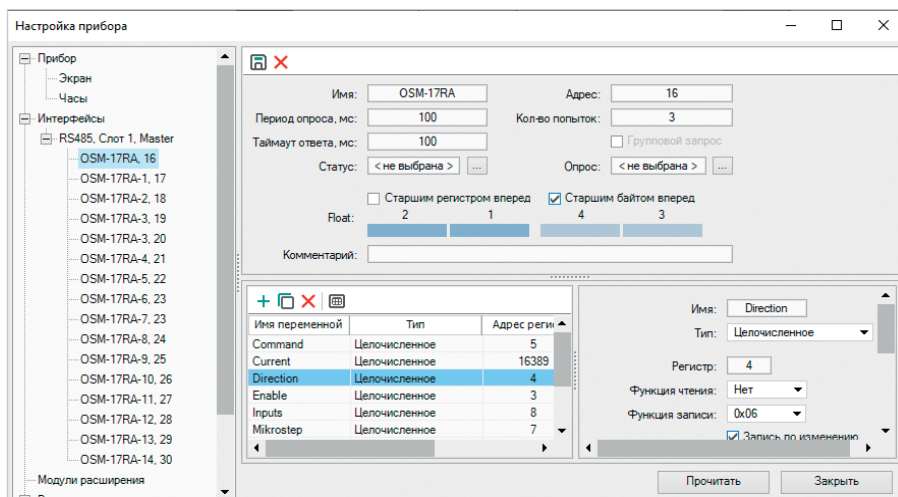 Настройка прибора
Прибор
Экран
Часы
Интерфейсы
RS485, Слот 1, Master
OSM-17RA, 16
OSM-17RA-1, 17
OSM-17RA-2, 18
OSM-17RA-3, 19
OSM-17RA-3, 20
OSM-17RA-4, 21
OSM-17RA-5, 22
OSM-17RA-6, 23
OSM-17RA-7, 23
OSM-17RA-8, 24
OSM-17RA-9, 25
OSM-17RA-10, 26
OSM-17RA-11, 27
OSM-17RA-12, 28
OSM-17RA-13, 29
OSM-17RA-14, 30
Модули расширения
Имя: OSM-17RA Адрес: 16
Период опроса, мс: 100 Кол-во попыток: 3
Таймаут ответа, мс: 100 Групповой запрос
Статус: < не выбрана > ... Опрос: < не выбрана > ...
Старшим регистром вперед Старшим байтом вперед
Float: 2 1 4 3
Комментарий:
Имя переменной Тип Адрес реги
Command Целочисленное 5
Current Целочисленное 16389
Direction Целочисленное 4
Enable Целочисленное 3
Inputs Целочисленное 8
Mikrostep Целочисленное 7
Имя: Direction
Тип: Целочисленное
Регистр: 4
Функция чтения: Нет
Функция записи: 0x06
Запись по изменению
Прочитать Закрыть